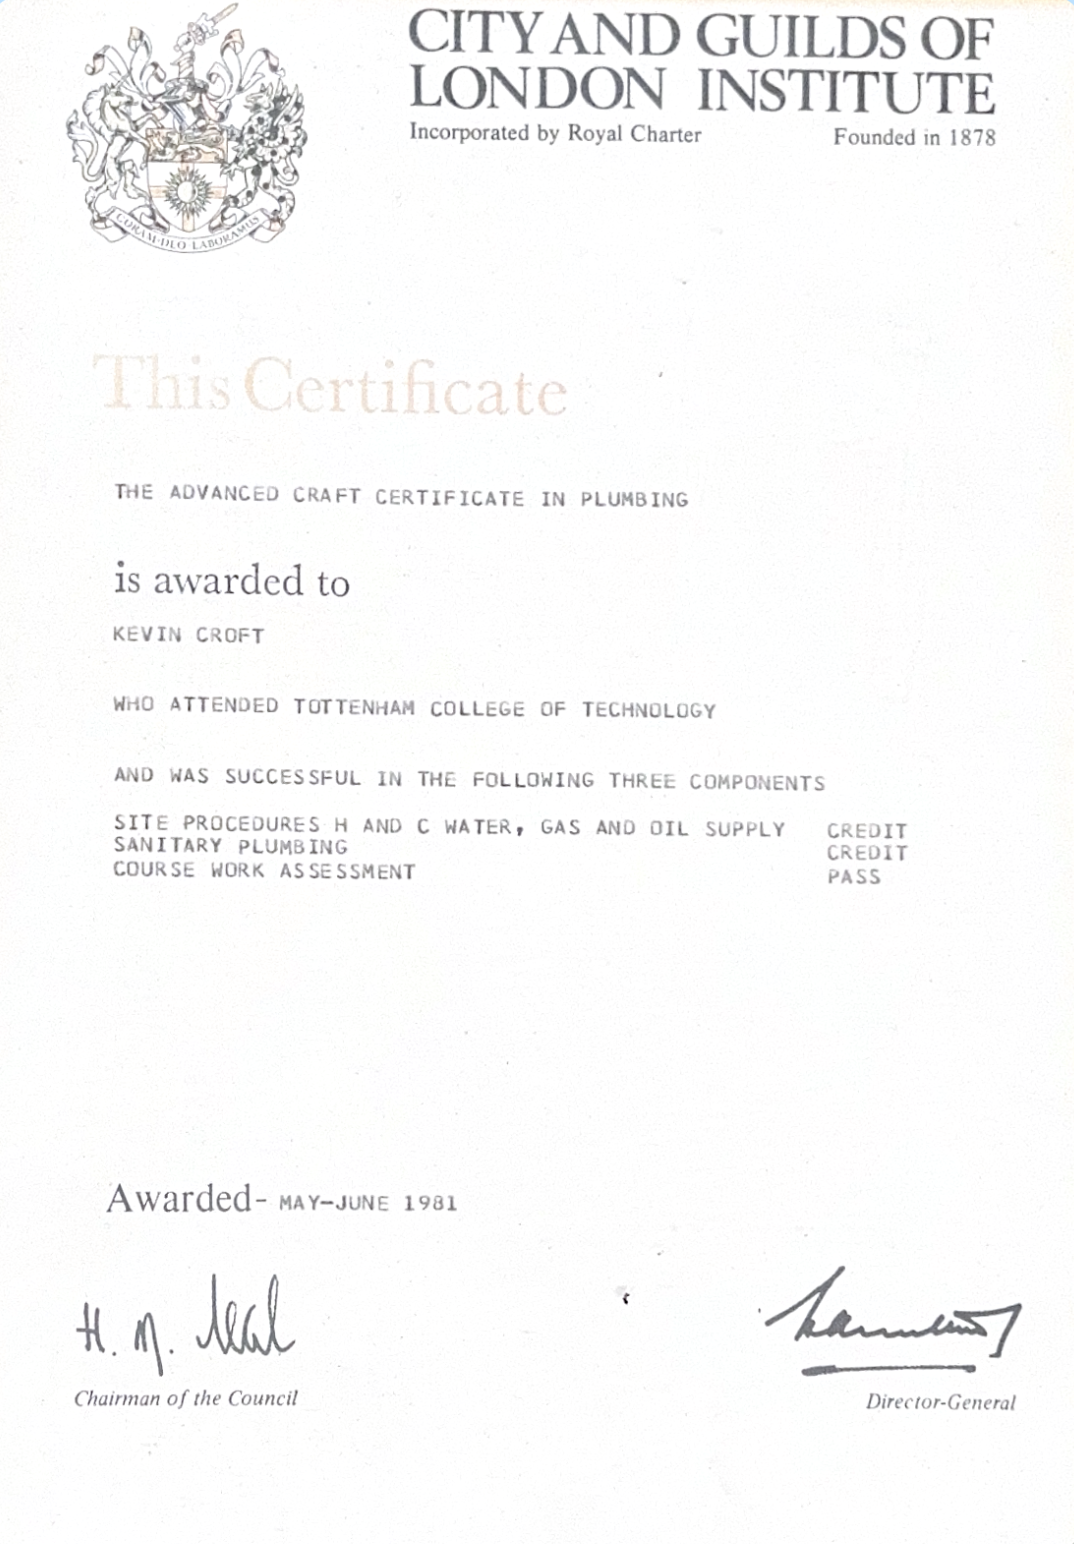 CITY AND GUILDS OF
LONDON INSTITUTE
Incorporated by Royal Charter Founded in 1878
This Certificate
THE ADVANCED CRAFT CERTIFICATE IN PLUMBING
is awarded to
KEVIN CROFT
WHO ATTENDED TOTTENHAM COLLEGE OF TECHNOLOGY
AND WAS SUCCESSFUL IN THE FOLLOWING THREE COMPONENTS
SITE PROCEDURES H AND C WATER, GAS AND OIL SUPPLY CREDIT
SANITARY PLUMBING CREDIT
COURSE WORK ASSESSMENT PASS
Awarded- MAY-JUNE 1981
H. M.
Chairman of the Council Director-General